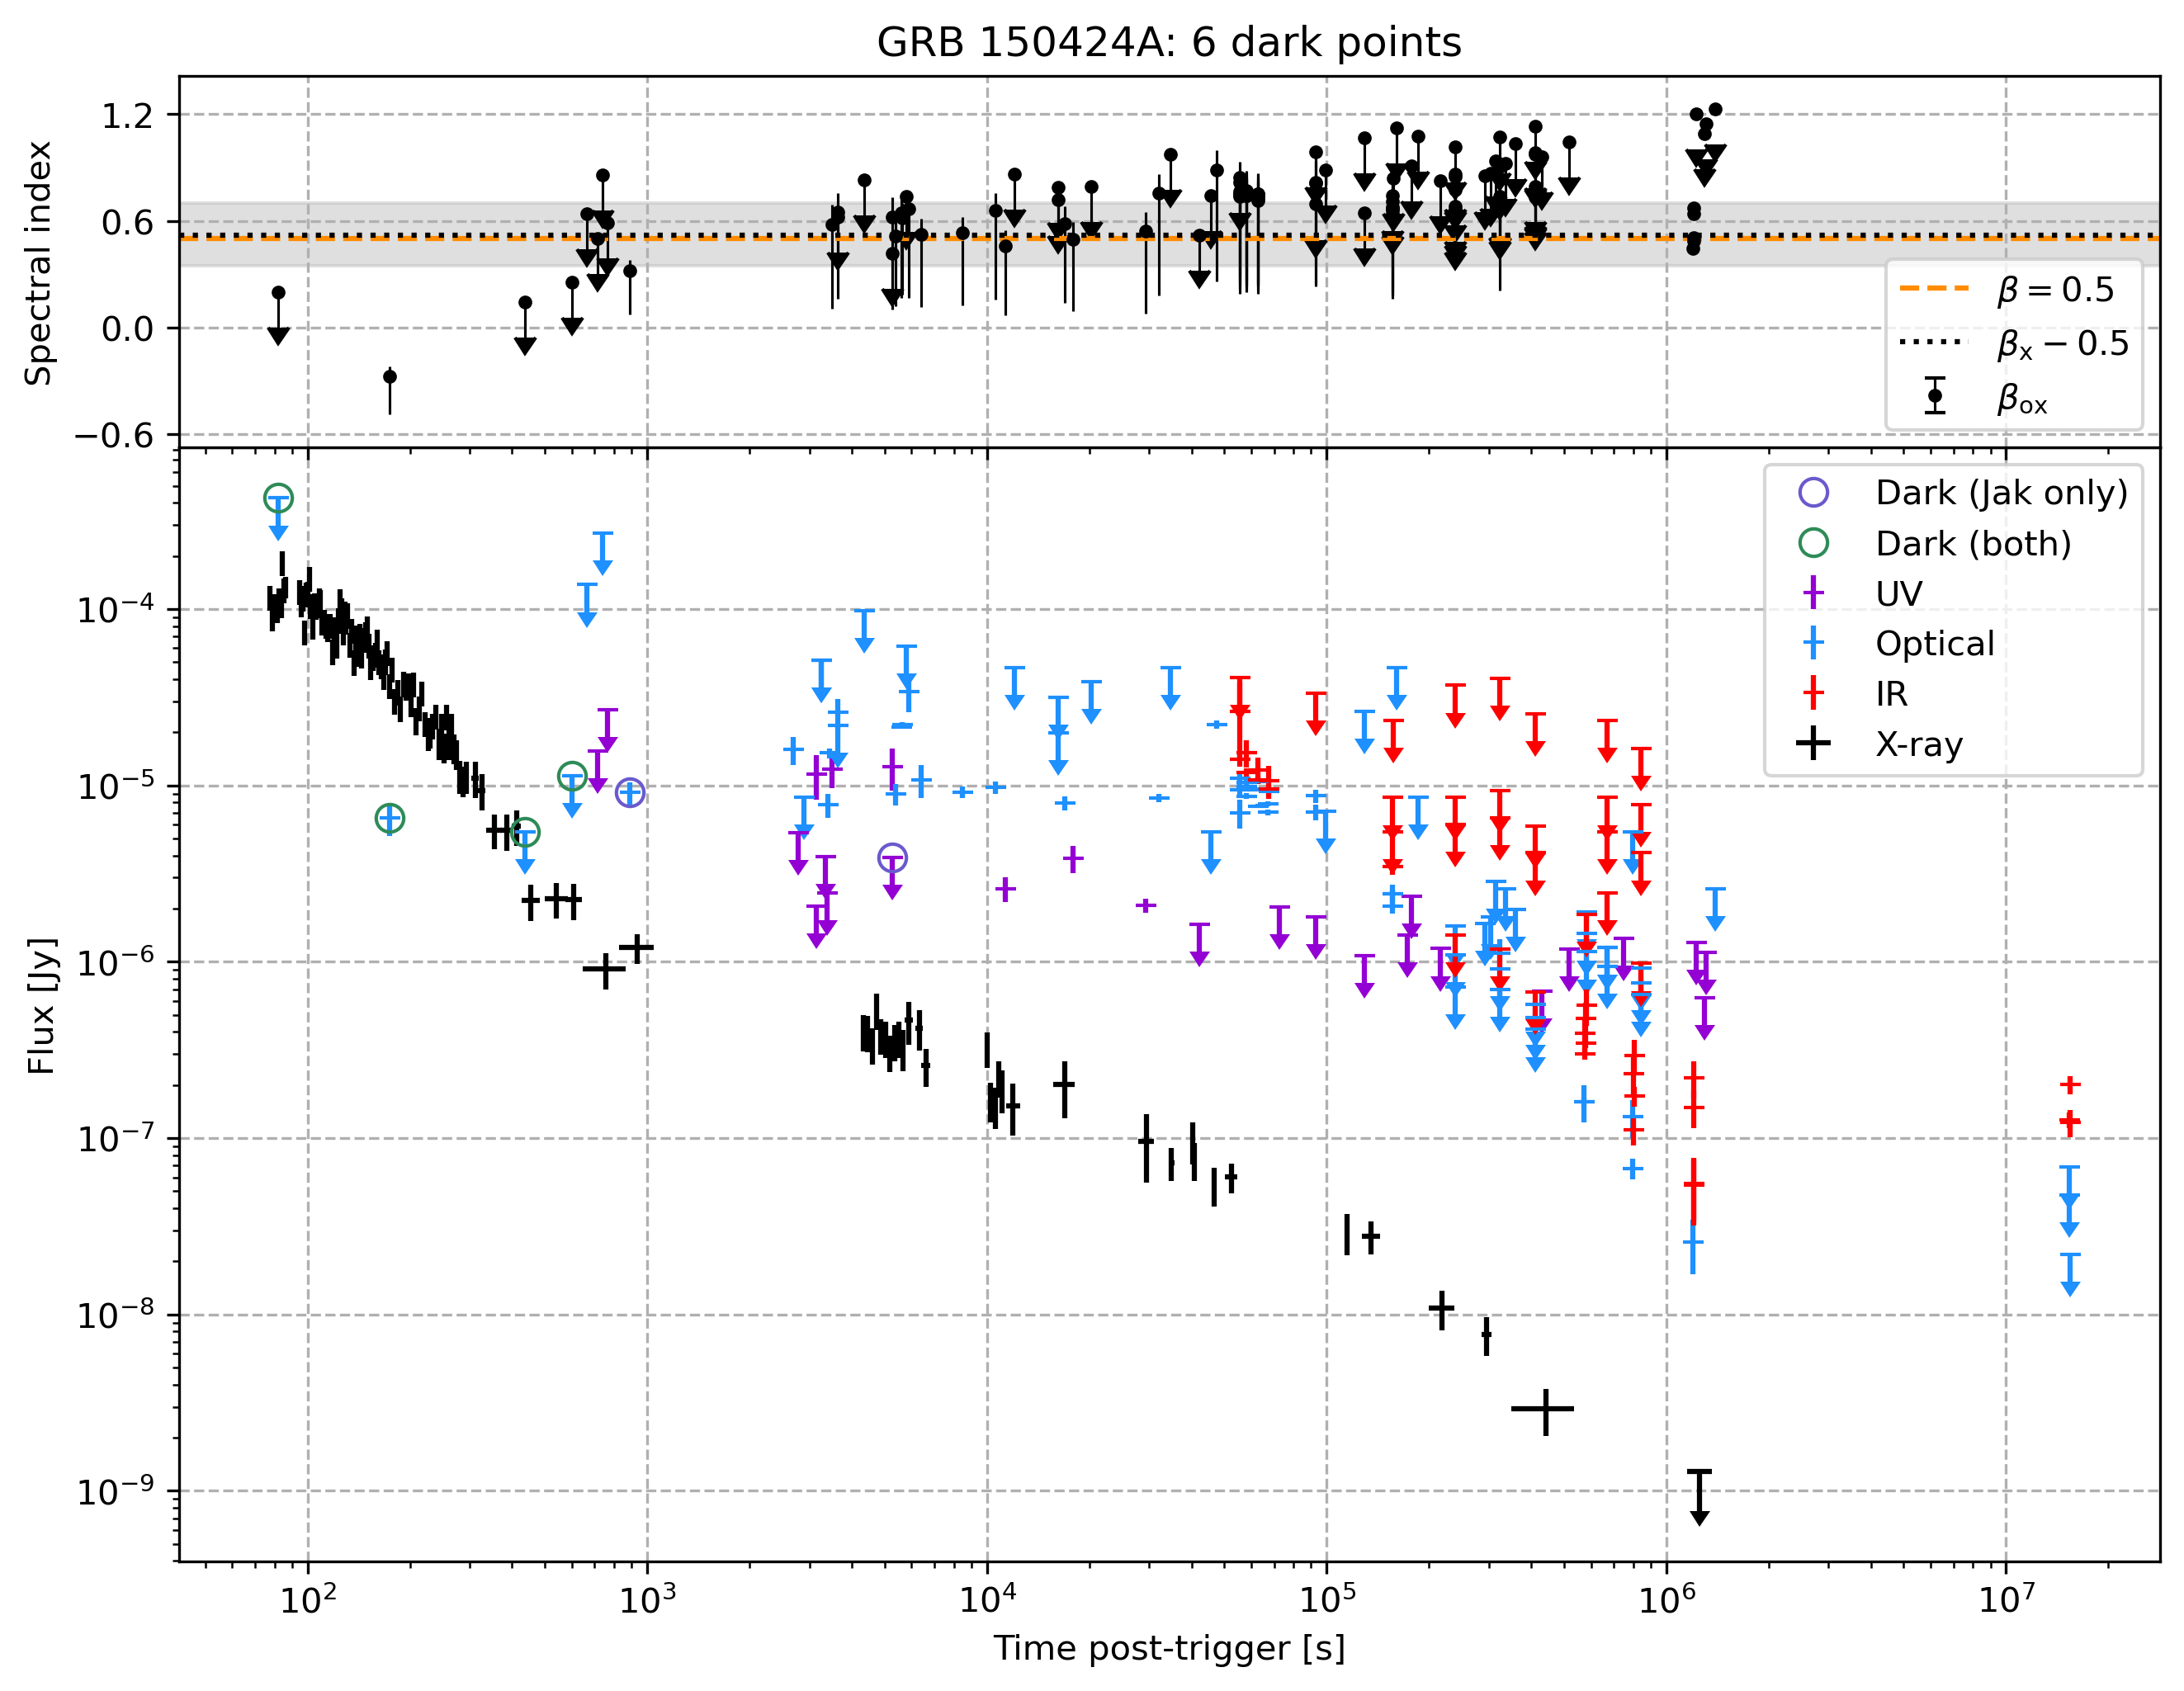 GRB 150424A: 6 dark points
Spectral index
1.2
0.6
0.0
−0.6
β = 0.5
βx − 0.5
βox
Flux [Jy]
10⁻⁴
10⁻⁵
10⁻⁶
10⁻⁷
10⁻⁸
10⁻⁹
Dark (Jak only)
Dark (both)
UV
Optical
IR
X-ray
10² 10³ 10⁴ 10⁵ 10⁶ 10⁷
Time post-trigger [s]